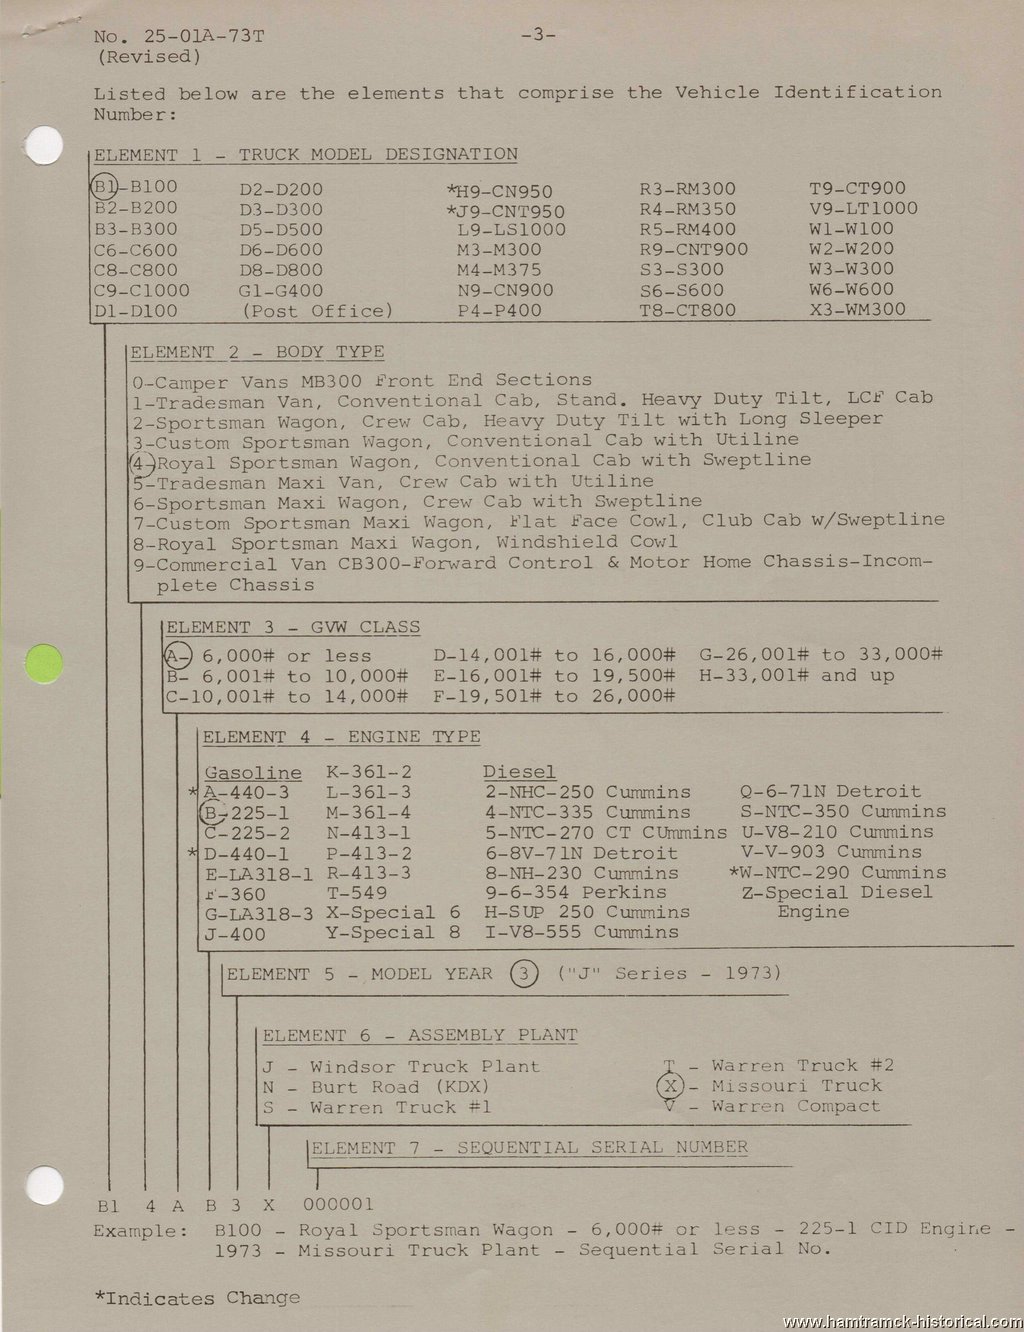 No. 25-01A-73T -3-
(Revised)
Listed below are the elements that comprise the Vehicle Identification
Number:
ELEMENT 1 - TRUCK MODEL DESIGNATION
B1-B100 D2-D200 *H9-CN950 R3-RM300 T9-CT900
B2-B200 D3-D300 *J9-CNT950 R4-RM350 V9-LT1000
B3-B300 D5-D500 L9-LS1000 R5-RM400 W1-W100
C6-C600 D6-D600 M3-M300 R9-CNT900 W2-W200
C8-C800 D8-D800 M4-M375 S3-S300 W3-W300
C9-C1000 G1-G400 N9-CN900 S6-S600 W6-W600
D1-D100 (Post Office) P4-P400 T8-CT800 X3-WM300
ELEMENT 2 - BODY TYPE
0-Camper Vans MB300 Front End Sections
1-Tradesman Van, Conventional Cab, Stand. Heavy Duty Tilt, LCF Cab
2-Sportsman Wagon, Crew Cab, Heavy Duty Tilt with Long Sleeper
3-Custom Sportsman Wagon, Conventional Cab with Utiline
4-Royal Sportsman Wagon, Conventional Cab with Sweptline
5-Tradesman Maxi Van, Crew Cab with Utiline
6-Sportsman Maxi Wagon, Crew Cab with Sweptline
7-Custom Sportsman Maxi Wagon, Flat Face Cowl, Club Cab w/Sweptline
8-Royal Sportsman Maxi Wagon, Windshield Cowl
9-Commercial Van CB300-Forward Control & Motor Home Chassis-Incom-
plete Chassis
ELEMENT 3 - GVW CLASS
A- 6,000# or less D-14,001# to 16,000# G-26,001# to 33,000#
B- 6,001# to 10,000# E-16,001# to 19,500# H-33,001# and up
C-10,001# to 14,000# F-19,501# to 26,000#
ELEMENT 4 - ENGINE TYPE
Gasoline K-361-2 Diesel
*A-440-3 L-361-3 2-NHC-250 Cummins Q-6-71N Detroit
B-225-1 M-361-4 4-NTC-335 Cummins S-NTC-350 Cummins
C-225-2 N-413-1 5-NTC-270 CT CUmmins U-V8-210 Cummins
*D-440-1 P-413-2 6-8V-71N Detroit V-V-903 Cummins
E-LA318-1 R-413-3 8-NH-230 Cummins *W-NTC-290 Cummins
F-360 T-549 9-6-354 Perkins Z-Special Diesel
G-LA318-3 X-Special 6 H-SUP 250 Cummins Engine
J-400 Y-Special 8 I-V8-555 Cummins
ELEMENT 5 - MODEL YEAR 3 ("J" Series - 1973)
ELEMENT 6 - ASSEMBLY PLANT
J - Windsor Truck Plant T - Warren Truck #2
N - Burt Road (KDX) X - Missouri Truck
S - Warren Truck #1 V - Warren Compact
ELEMENT 7 - SEQUENTIAL SERIAL NUMBER
B1 4 A B 3 X 000001
Example: B100 - Royal Sportsman Wagon - 6,000# or less - 225-1 CID Engine -
1973 - Missouri Truck Plant - Sequential Serial No.
*Indicates Change
www.hamtramck-historical.com